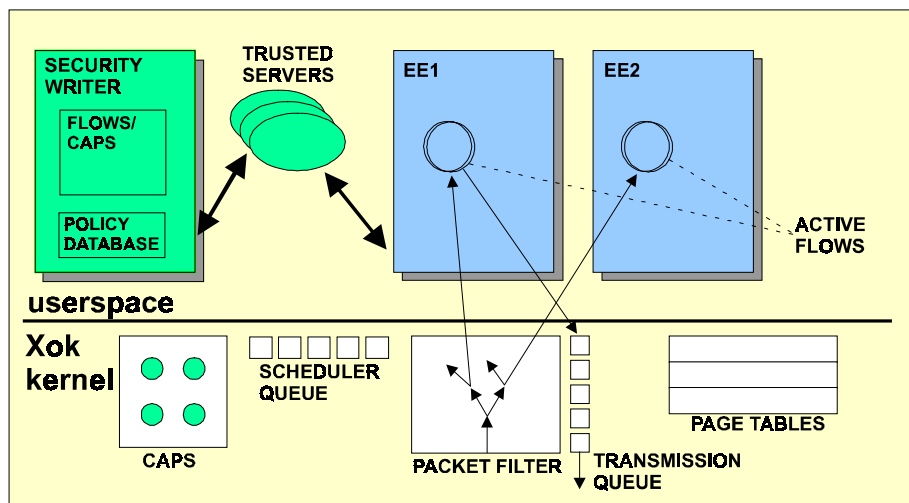 SECURITY
WRITER
FLOWS/
CAPS
POLICY
DATABASE
TRUSTED
SERVERS
EE1
EE2
ACTIVE
FLOWS
userspace
Xok
kernel
CAPS
SCHEDULER
QUEUE
PACKET FILTER
TRANSMISSION
QUEUE
PAGE TABLES